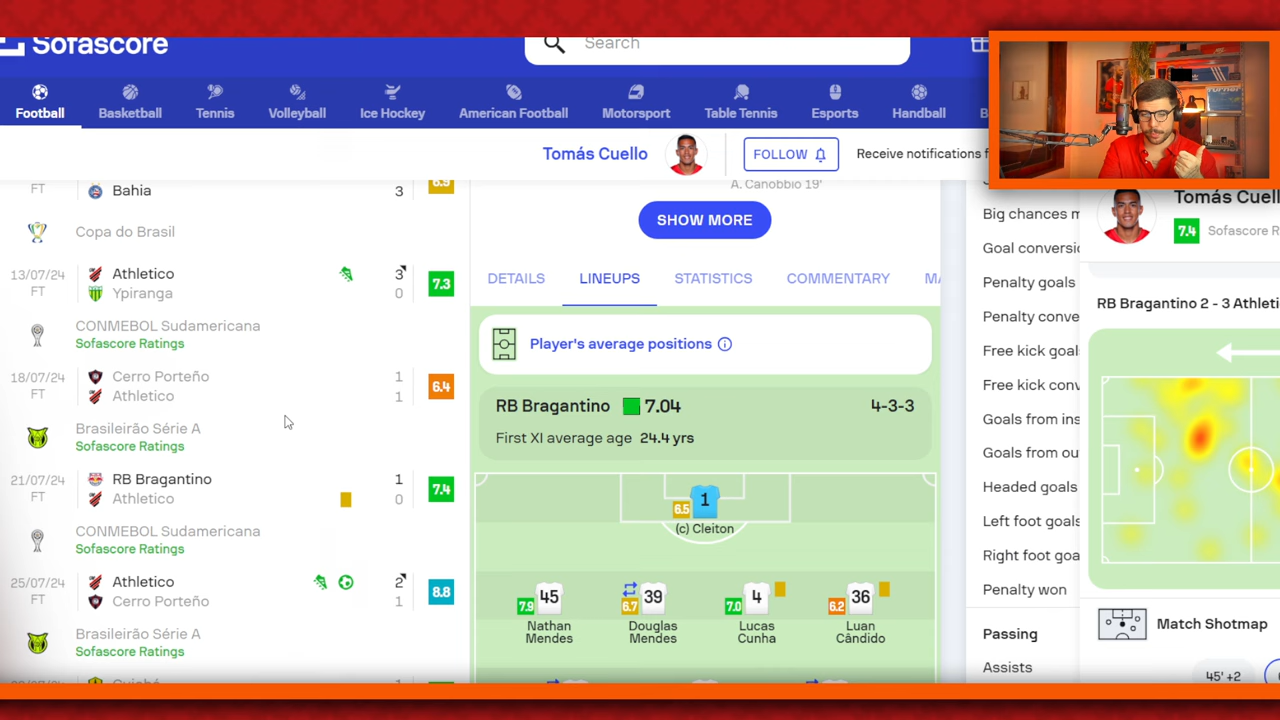 Sofascore
Search
Football
Basketball
Tennis
Volleyball
Ice Hockey
American Football
Motorsport
Table Tennis
Esports
Handball
Tomás Cuello
FOLLOW
Receive notifications
FT
Bahia
3
Copa do Brasil
13/07/24
FT
Athletico
Ypiranga
3
0
7.3
CONMEBOL Sudamericana
Sofascore Ratings
18/07/24
FT
Cerro Porteño
Athletico
1
1
6.4
Brasileirão Série A
Sofascore Ratings
21/07/24
FT
RB Bragantino
Athletico
1
0
7.4
CONMEBOL Sudamericana
Sofascore Ratings
25/07/24
FT
Athletico
Cerro Porteño
2
1
8.8
Brasileirão Série A
Sofascore Ratings
A. Canobbio 19'
SHOW MORE
DETAILS
LINEUPS
STATISTICS
COMMENTARY
MA
Player's average positions
RB Bragantino 7.04
4-3-3
First XI average age 24.4 yrs
1
6.5
(c) Cleiton
45
7.9
Nathan
Mendes
39
6.7
Douglas
Mendes
4
7.0
Lucas
Cunha
36
6.2
Luan
Cândido
Big chances m
Goal conversi
Penalty goals
Penalty conve
Free kick goal
Free kick conv
Goals from ins
Goals from ou
Headed goals
Left foot goals
Right foot goa
Penalty won
Passing
Assists
Tomás Cuell
7.4
Sofascore R
RB Bragantino 2 - 3 Athleti
Match Shotmap
45' +2